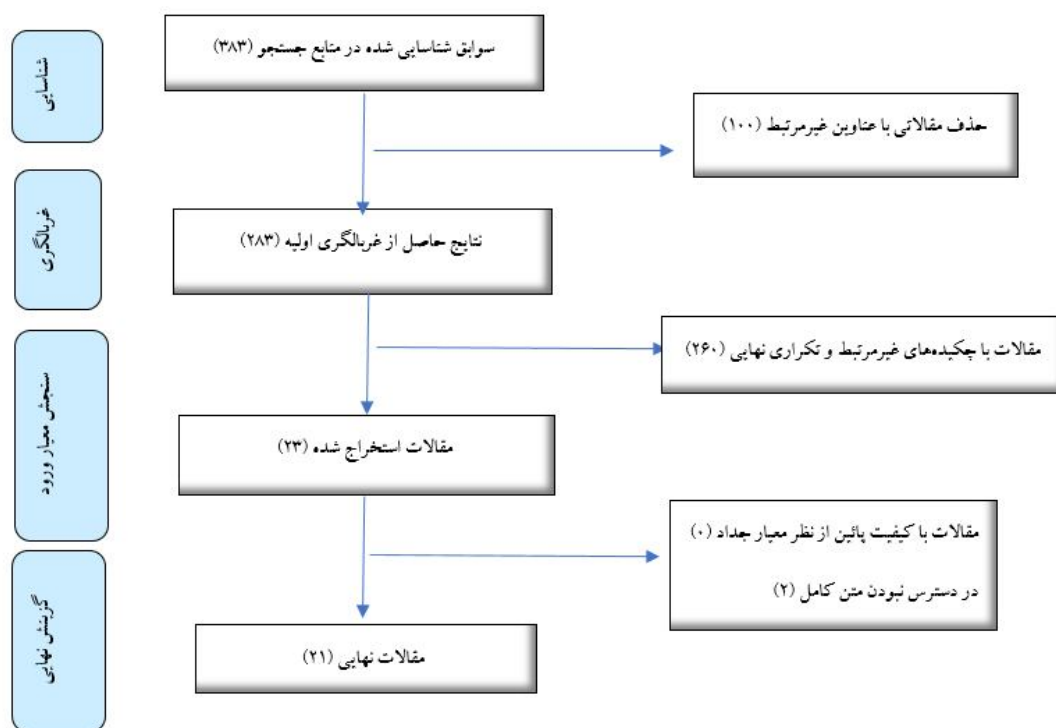 شناسایی
سوابق شناسایی شده در منابع جستجو (۳۸۳)
حذف مقالاتی با عناوین غیرمرتبط (۱۰۰)
غربالگری
نتایج حاصل از غربالگری اولیه (۲۸۳)
مقالات با چکیده‌های غیرمرتبط و تکراری نهایی (۲۶۰)
سنجش معیار ورود
مقالات استخراج شده (۲۳)
مقالات با کیفیت پائین از نظر معیار جداد (۰)
در دسترس نبودن متن کامل (۲)
گزینش نهایی
مقالات نهایی (۲۱)